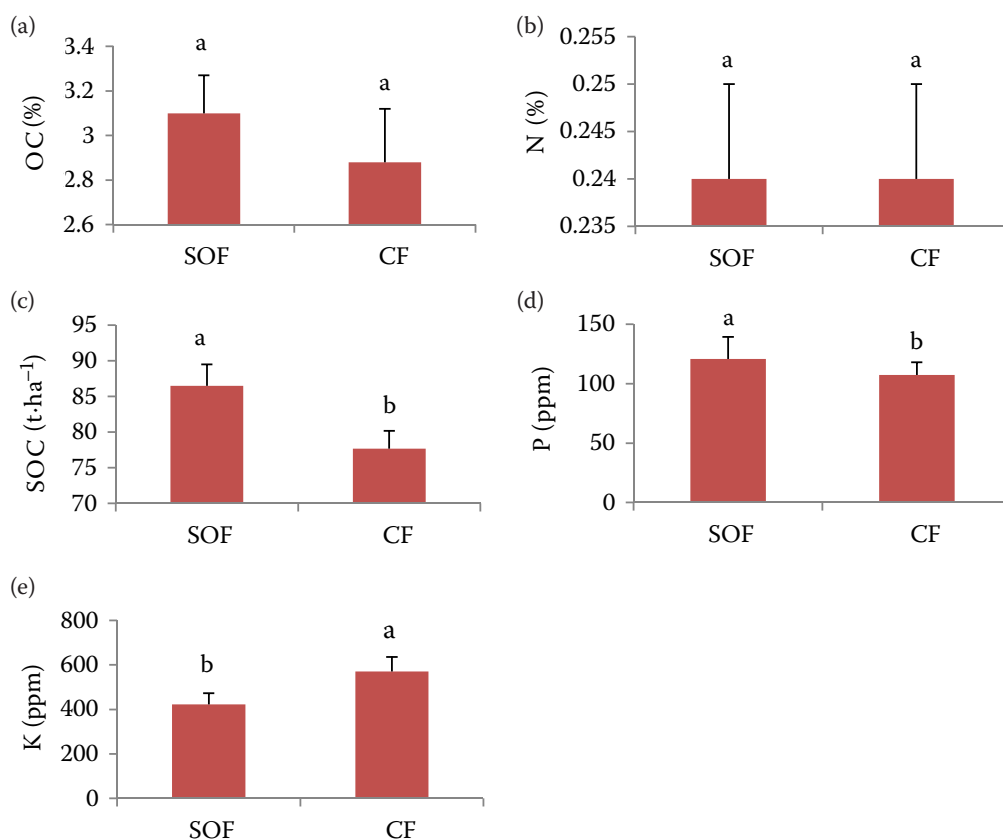 (a)
3.4
3.2
3
2.8
2.6
OC (%)
a
a
SOF
CF
(b)
0.255
0.25
0.245
0.24
0.235
N (%)
a
a
SOF
CF
(c)
95
90
85
80
75
70
SOC (t·ha⁻¹)
a
b
SOF
CF
(d)
150
100
50
0
P (ppm)
a
b
SOF
CF
(e)
800
600
400
200
0
K (ppm)
b
a
SOF
CF